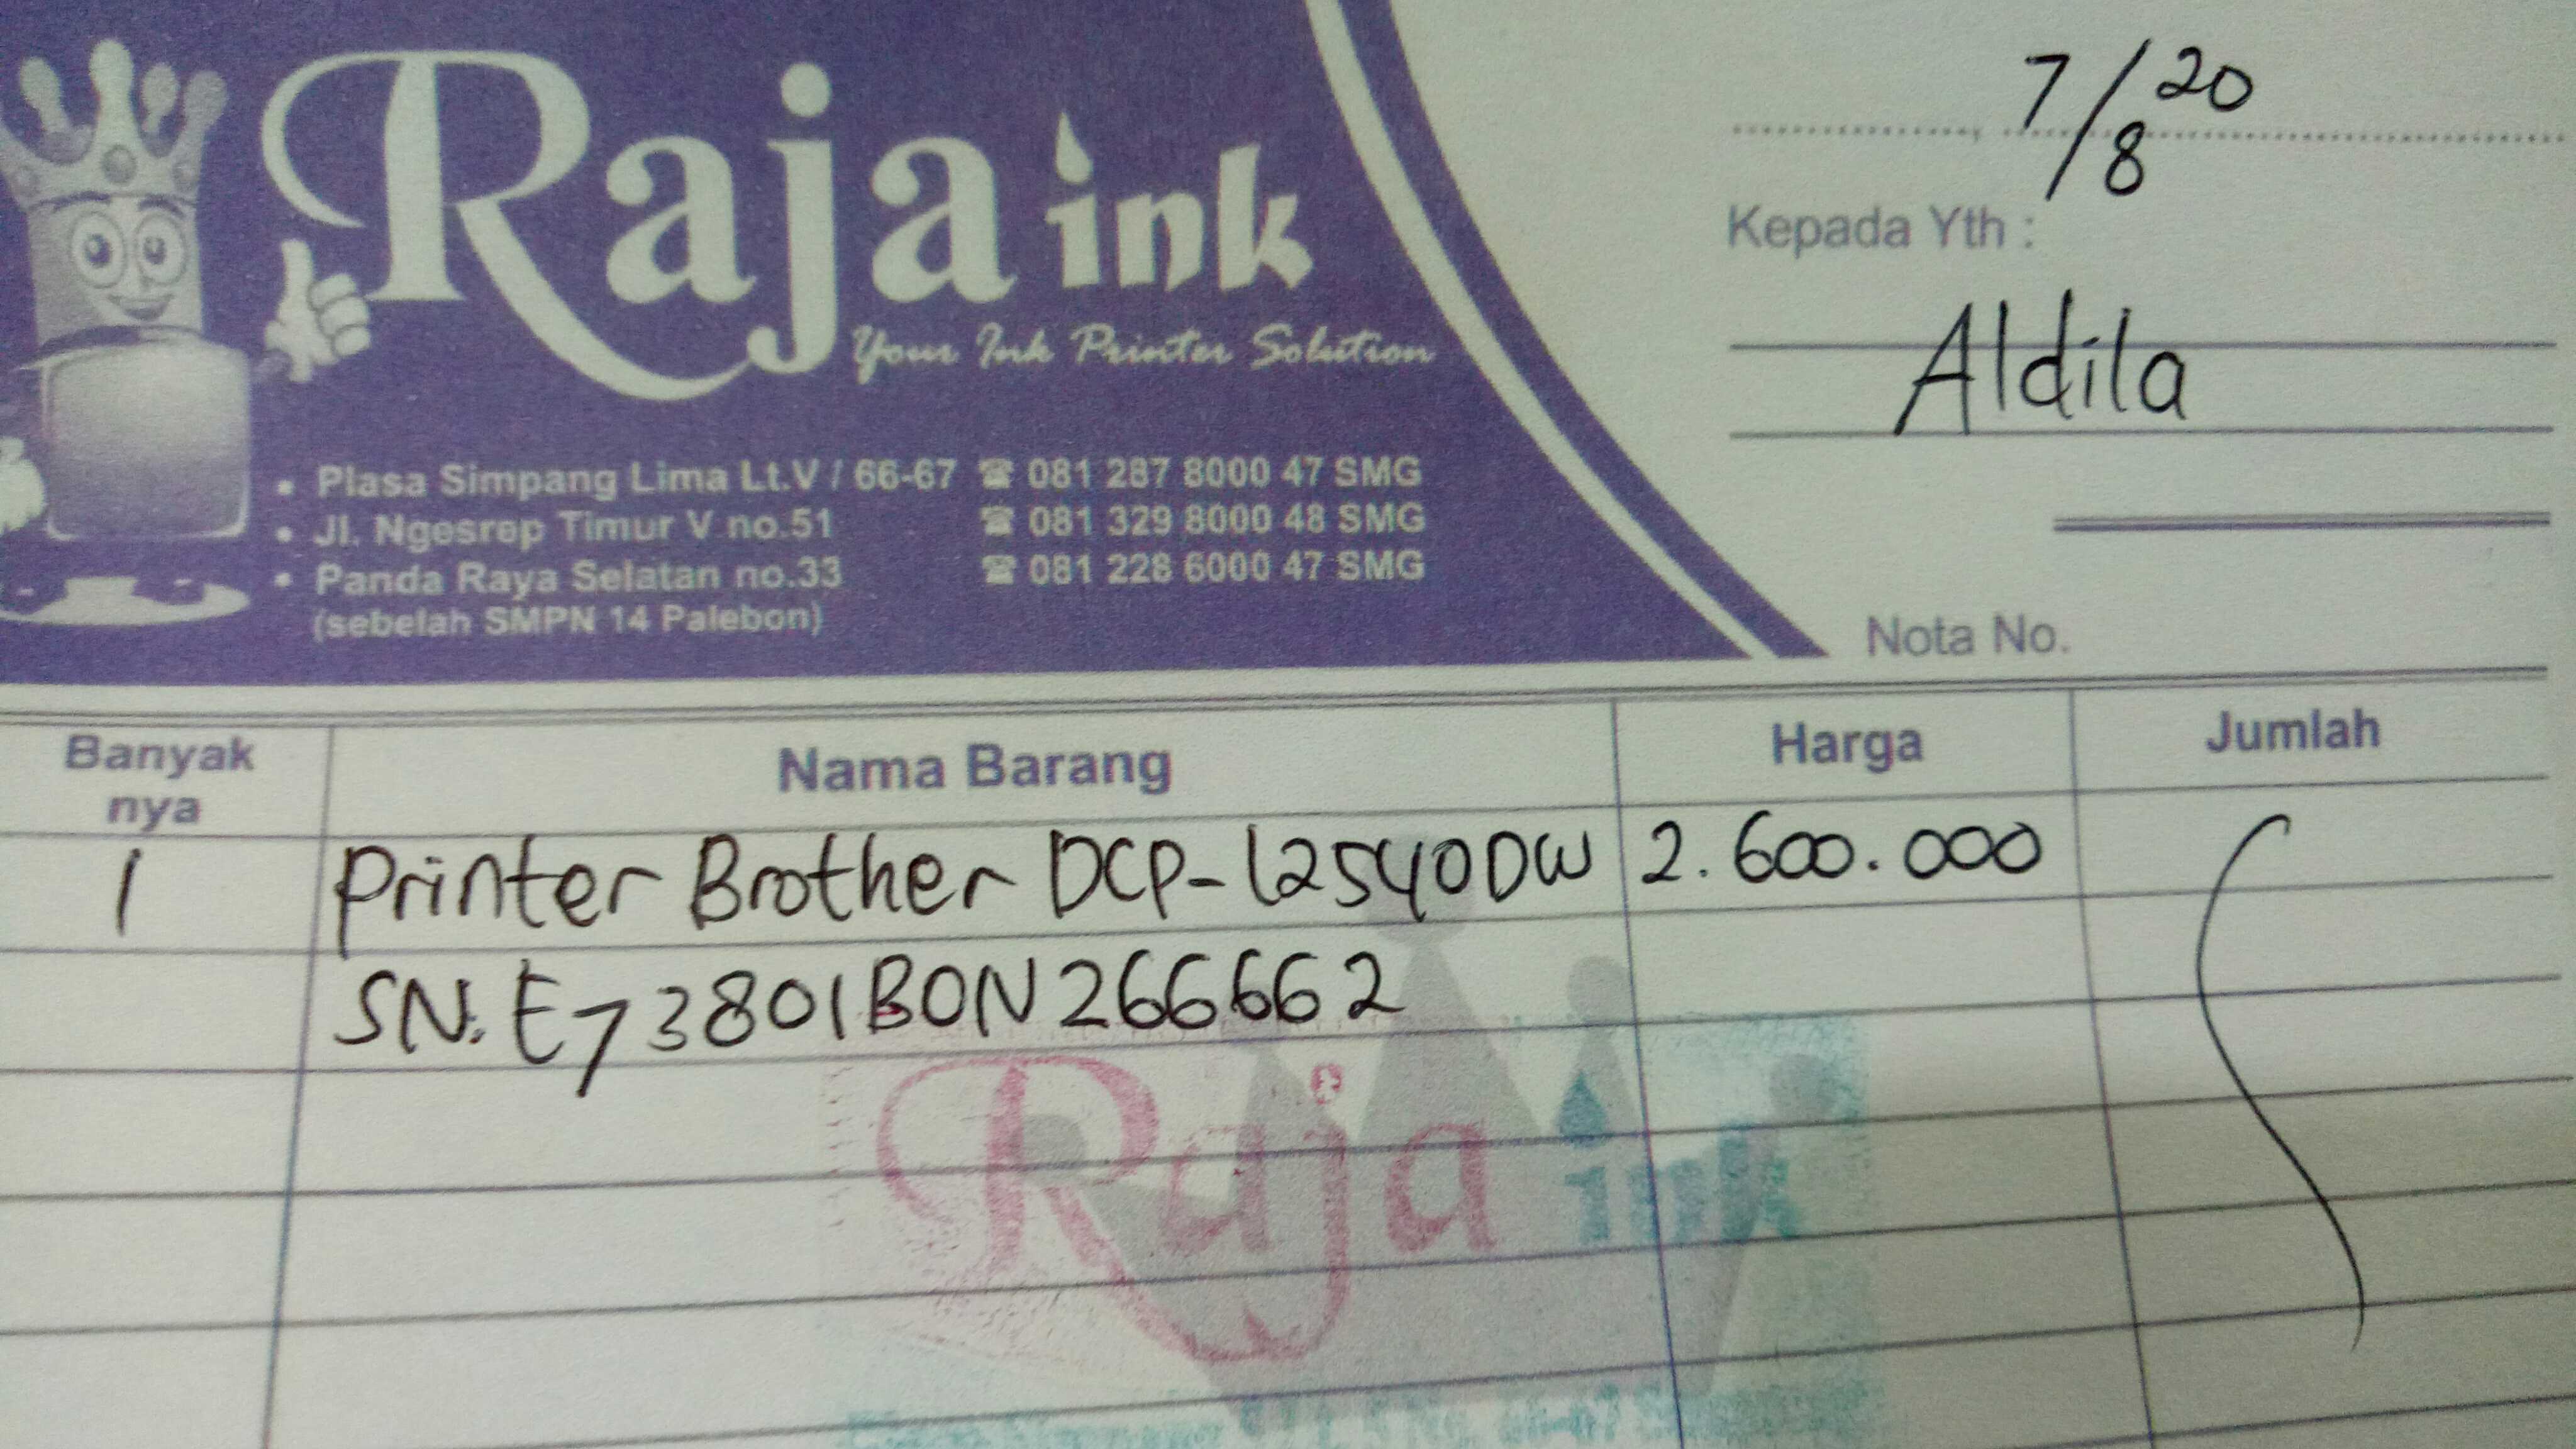 Raja ink
Your Ink Printer Solution
• Plasa Simpang Lima Lt.V / 66-67 ☎ 081 287 8000 47 SMG
• Jl. Ngesrep Timur V no.51 ☎ 081 329 8000 48 SMG
• Panda Raya Selatan no.33 ☎ 081 228 6000 47 SMG
(sebelah SMPN 14 Palebon)
7/8 20
Kepada Yth :
Aldila
Nota No.
Banyak nya Nama Barang Harga Jumlah
1 Printer Brother DCP-L2540DW 2.600.000
SN: E73801BON266662
Raja ink